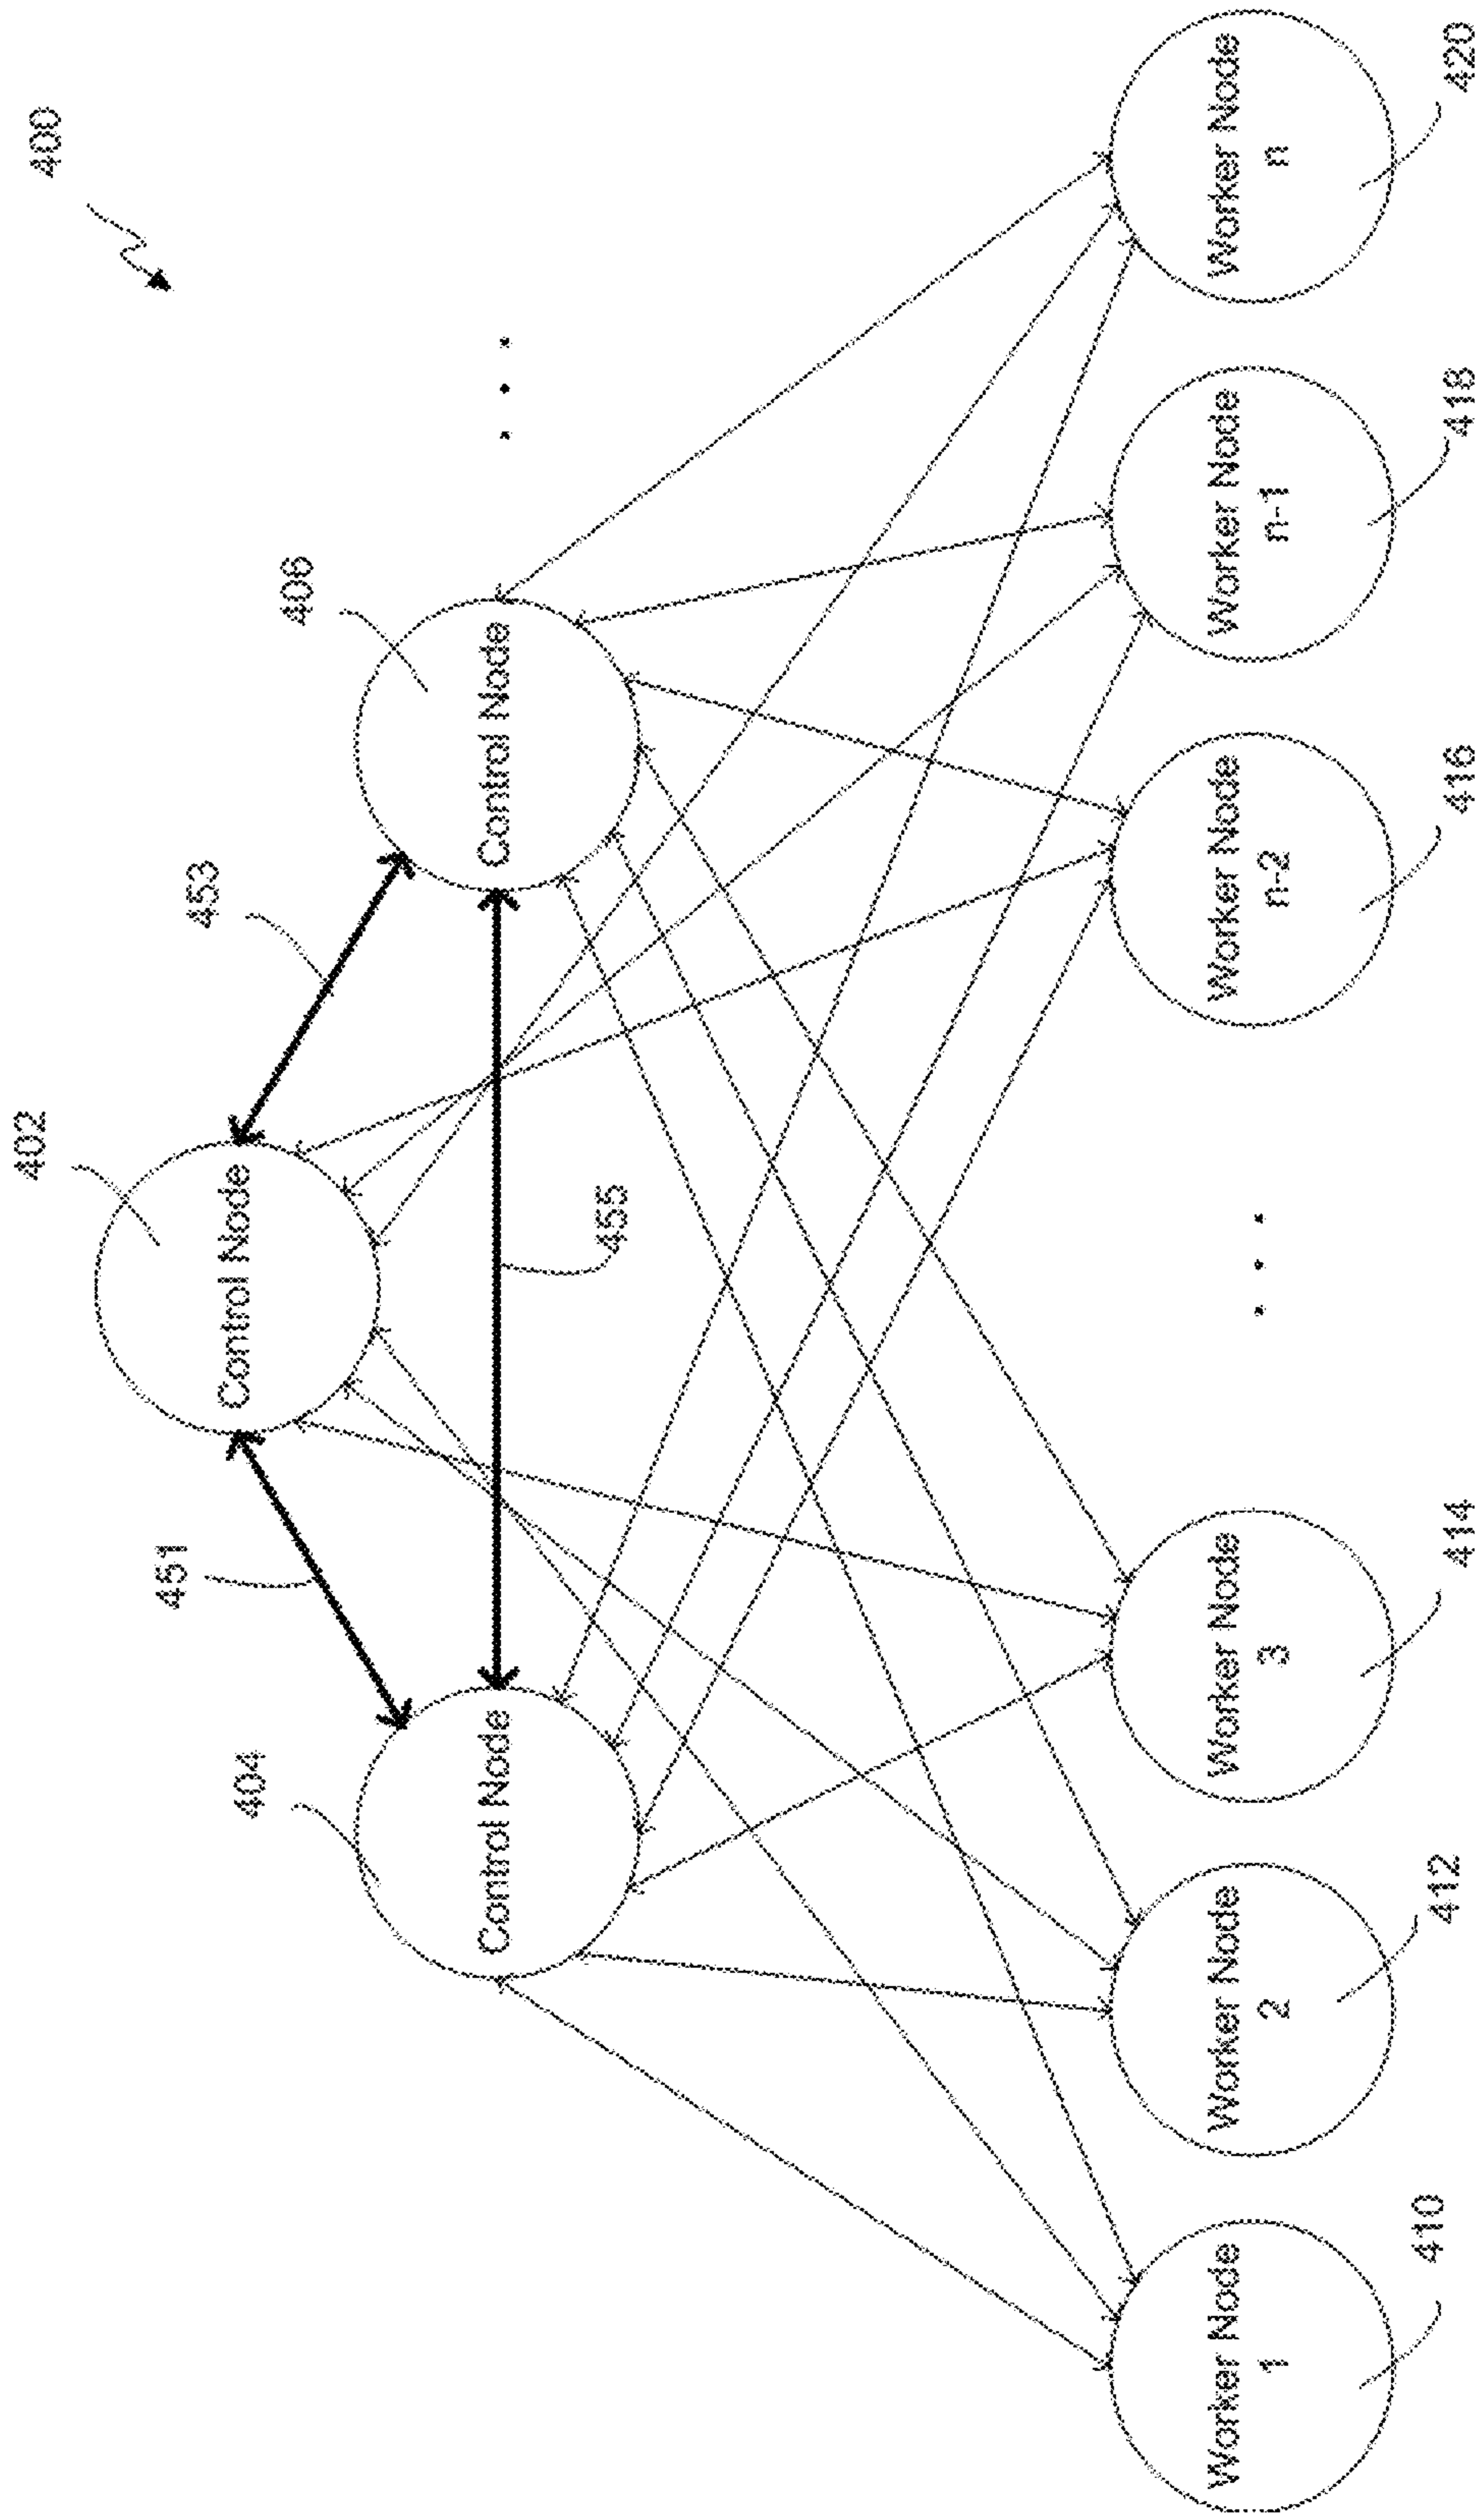 400
402
Control Node
451
453
404
406
Control Node
Control Node
455
. . .
Worker Node
1
Worker Node
2
Worker Node
3
. . .
Worker Node
n-2
Worker Node
n-1
Worker Node
n
410
412
414
416
418
420